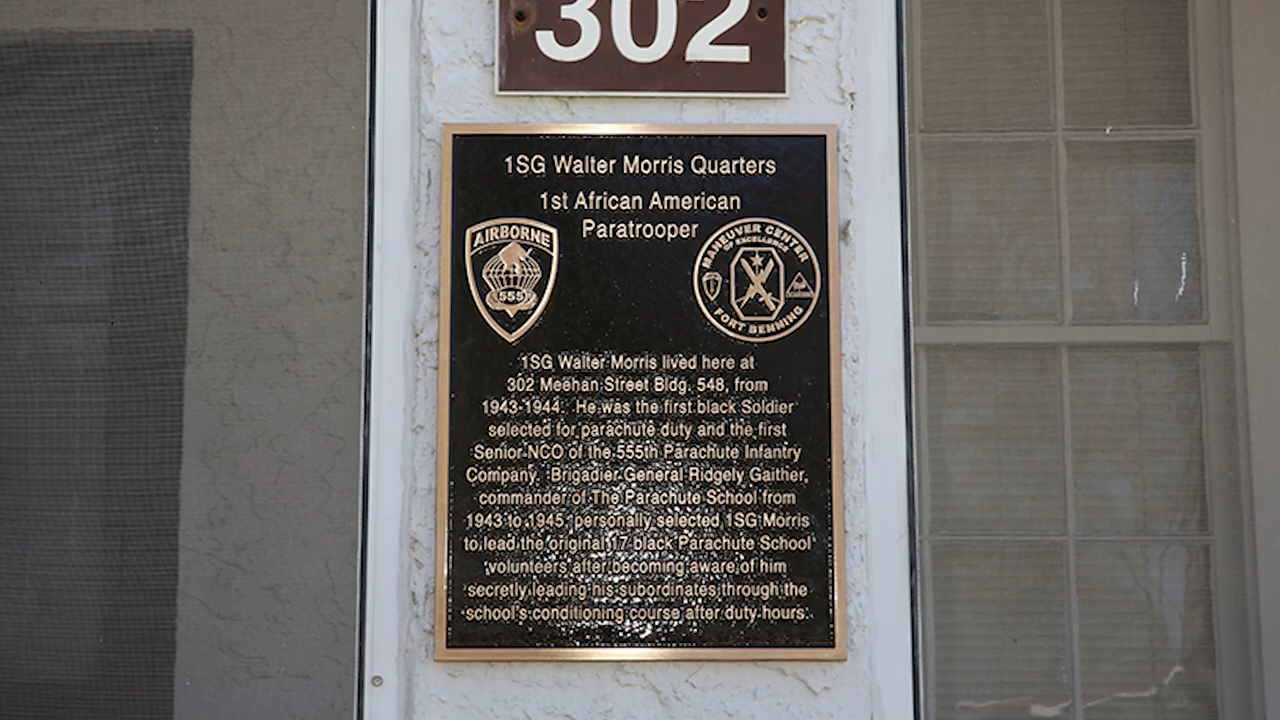 302
1SG Walter Morris Quarters
1st African American
Paratrooper
AIRBORNE
555
MANEUVER CENTER
OF EXCELLENCE
FORT BENNING
1SG Walter Morris lived here at
302 Meehan Street Bldg. 548, from
1943-1944. He was the first black Soldier
selected for parachute duty and the first
Senior NCO of the 555th Parachute Infantry
Company. Brigadier General Ridgely Gaither,
commander of The Parachute School from
1943 to 1945, personally selected 1SG Morris
to lead the original 17 black Parachute School
volunteers after becoming aware of him
secretly leading his subordinates through the
school's conditioning course after duty hours.